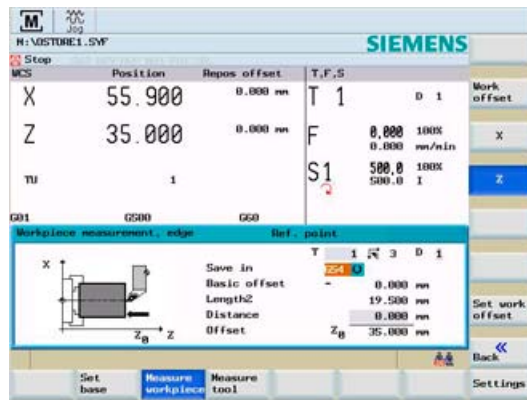 M
Jog
N:\OSTORE1.SYF
SIEMENS
Stop
WCS Position Repos offset T,F,S
X 55.900 0.000 mm T 1 D 1
Z 35.000 0.000 mm F 0,000 100%
0.000 mm/min
TU 1 S1 500,0 100%
500.0 I
G01 G500 G60
Workpiece measurement, edge Ref. point
T 1 3 D 1
Save in G54
Basic offset - 0.000 mm
Length2 19.500 mm
Distance 0.000 mm
Offset Z0 35.000 mm
X
Z0 Z
Work offset
X
Z
Set work offset
Back
Settings
Set base
Measure workpiece
Measure tool